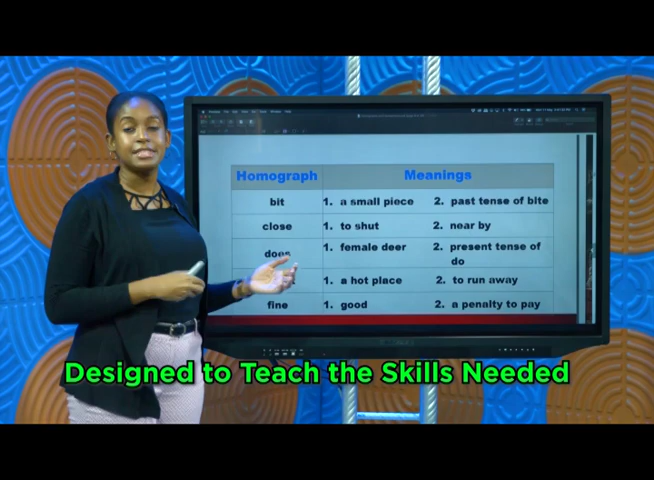 Homograph Meanings
bit 1. a small piece 2. past tense of bite
close 1. to shut 2. near by
does 1. female deer 2. present tense of
do
1. a hot place 2. to run away
fine 1. good 2. a penalty to pay
Designed to Teach the Skills Needed